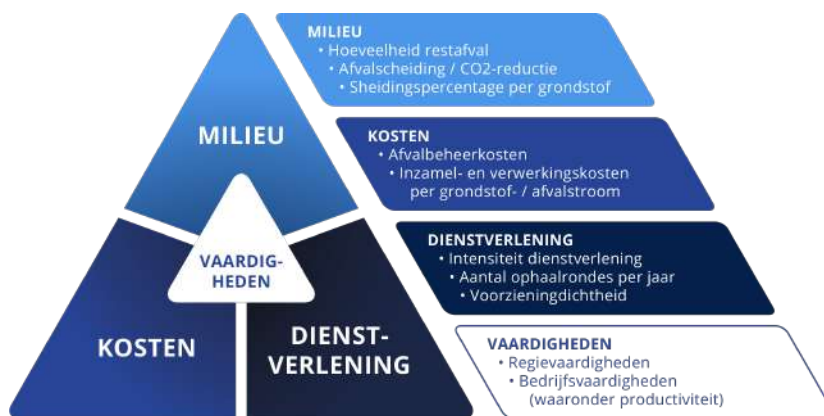 MILIEU
VAARDIG-
HEDEN
KOSTEN
DIENST-
VERLENING
MILIEU
• Hoeveelheid restafval
• Afvalscheiding / CO2-reductie
• Sheidingspercentage per grondstof
KOSTEN
• Afvalbeheerkosten
• Inzamel- en verwerkingskosten
per grondstof- / afvalstroom
DIENSTVERLENING
• Intensiteit dienstverlening
• Aantal ophaalrondes per jaar
• Voorzieningdichtheid
VAARDIGHEDEN
• Regievaardigheden
• Bedrijfsvaardigheden
(waaronder productiviteit)